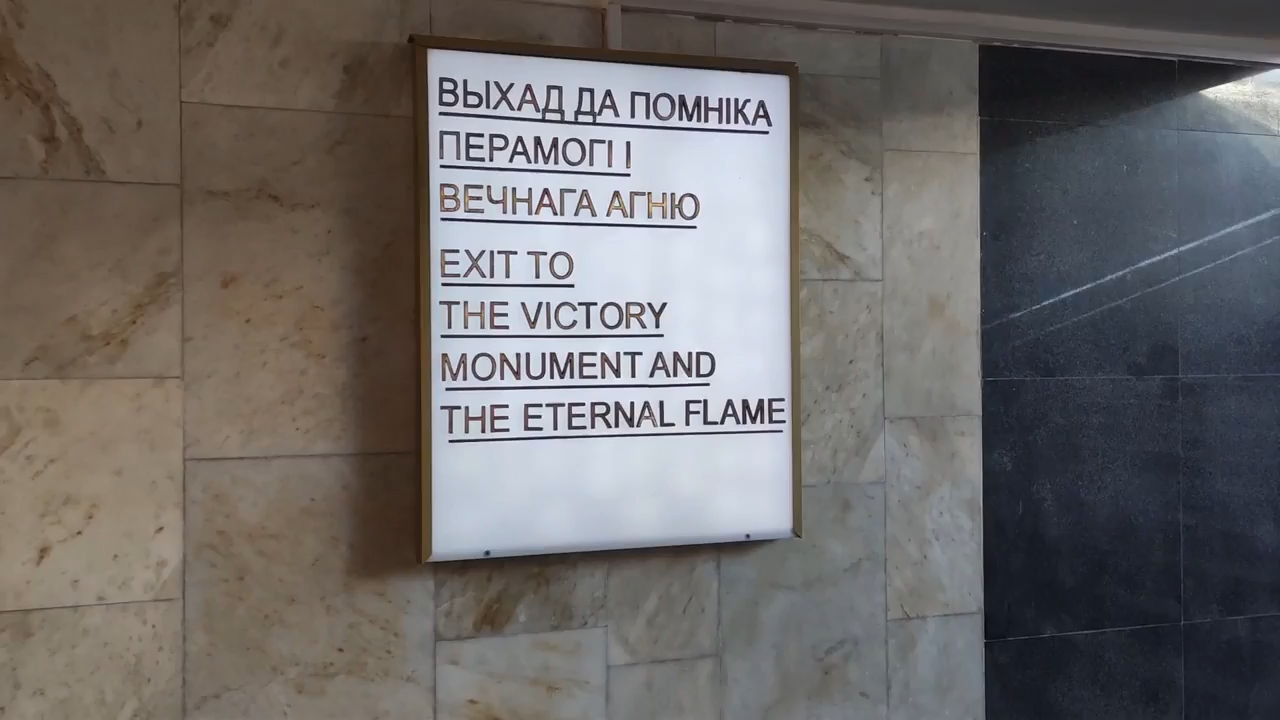 ВЫХАД ДА ПОМНІКА
ПЕРАМОГІ І
ВЕЧНАГА АГНЮ
EXIT TO
THE VICTORY
MONUMENT AND
THE ETERNAL FLAME